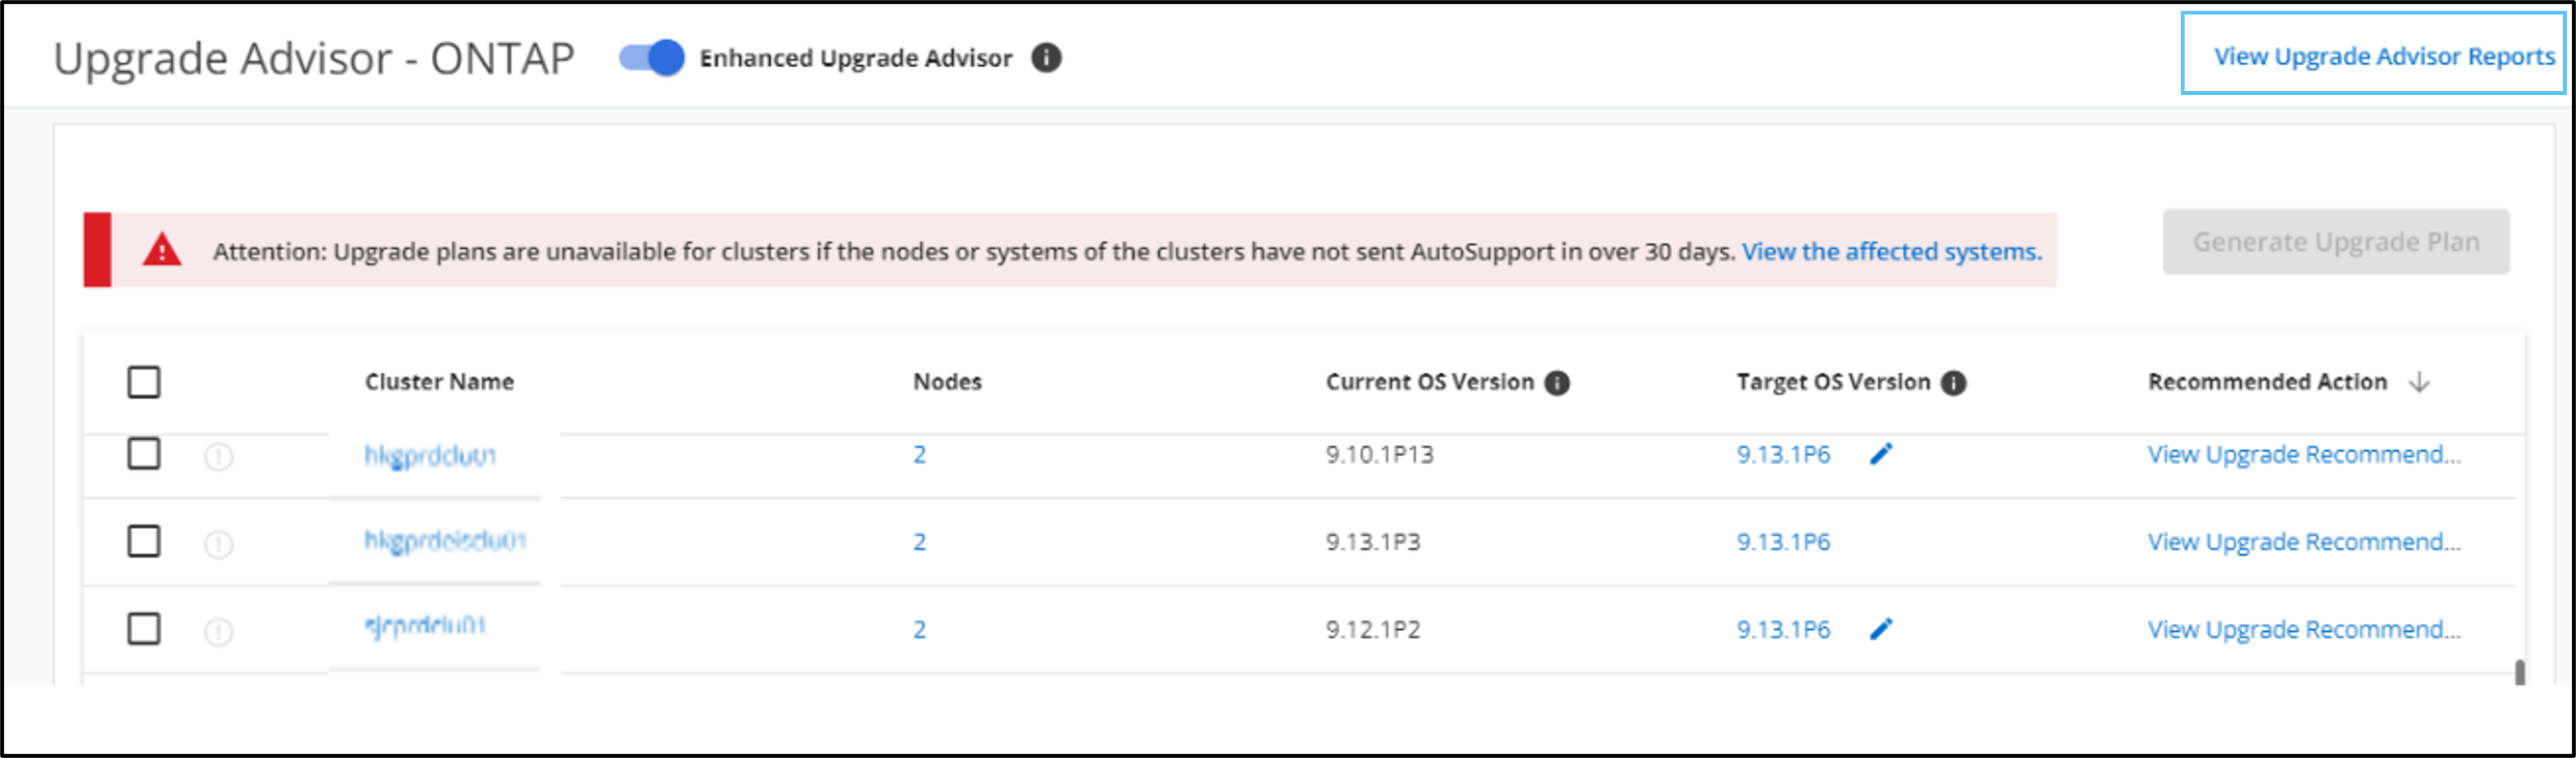 Upgrade Advisor - ONTAP Enhanced Upgrade Advisor View Upgrade Advisor Reports
Attention: Upgrade plans are unavailable for clusters if the nodes or systems of the clusters have not sent AutoSupport in over 30 days. View the affected systems. Generate Upgrade Plan
Cluster Name Nodes Current OS Version Target OS Version Recommended Action
2 9.10.1P13 9.13.1P6 View Upgrade Recommend...
2 9.13.1P3 9.13.1P6 View Upgrade Recommend...
2 9.12.1P2 9.13.1P6 View Upgrade Recommend...